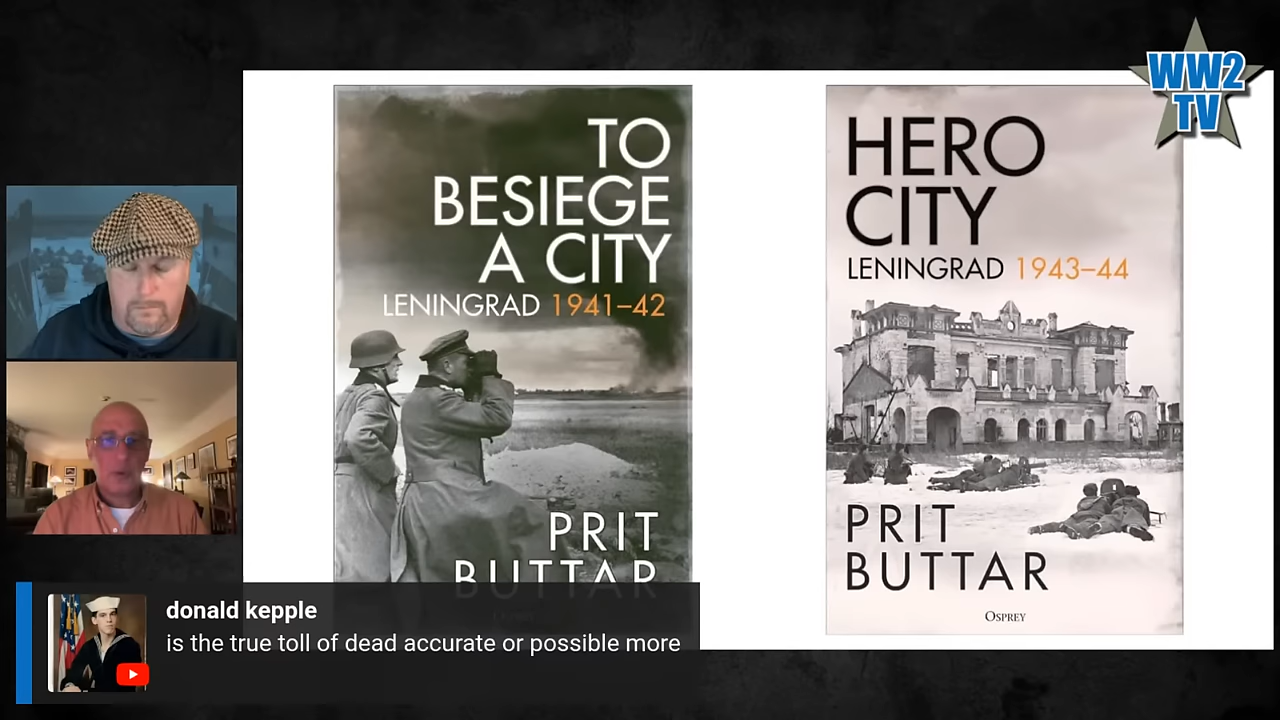 WW2
TV
TO
BESIEGE
A CITY
LENINGRAD 1941–42
PRIT
BUTTAR
HERO
CITY
LENINGRAD 1943–44
PRIT
BUTTAR
OSPREY
donald kepple
is the true toll of dead accurate or possible more